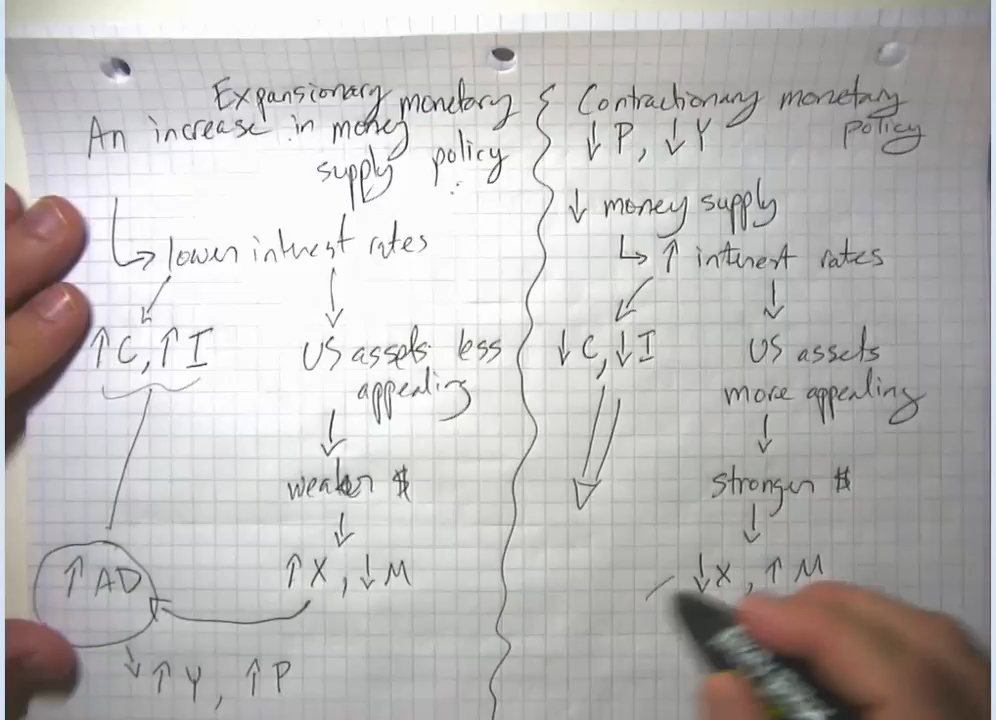 Expansionary monetary
An increase in money
supply policy
↳ lower interest rates
↑ C, ↑ I
US assets less
appealing
weaker $
↑ X, ↓ M
↑ AD
↑ Y, ↑ P
Contractionary monetary
policy
↓ P, ↓ Y
↓ money supply
↳ ↑ interest rates
↓ C, ↓ I
US assets
more appealing
stronger $
↓ X, ↑ M